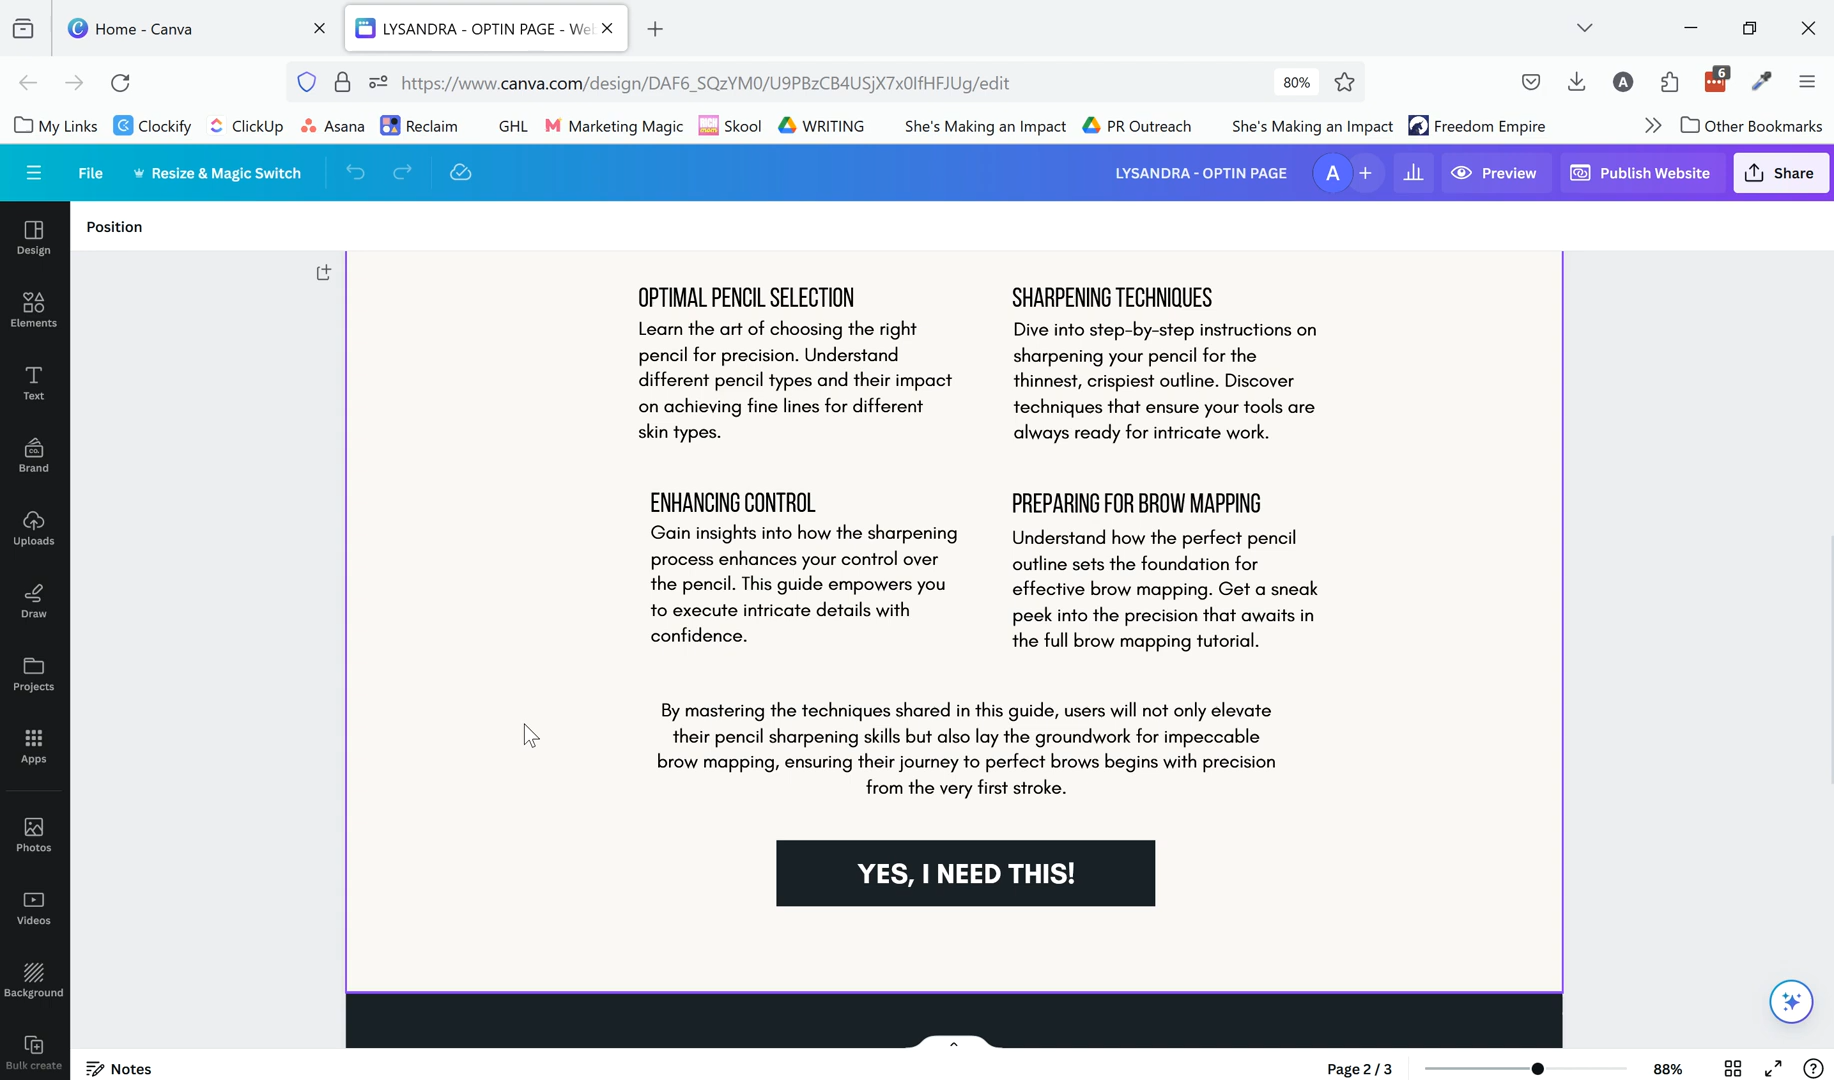 Home - Canva
LYSANDRA - OPTIN PAGE - We
https://www.canva.com/design/DAF6_SQzYM0/U9PBzCB4USjX7x0IfHFJUg/edit
80%
A
6
My Links
Clockify
ClickUp
Asana
Reclaim
GHL
Marketing Magic
Skool
WRITING
She's Making an Impact
PR Outreach
She's Making an Impact
Freedom Empire
Other Bookmarks
File
Resize & Magic Switch
LYSANDRA - OPTIN PAGE
A
Preview
Publish Website
Share
Position
Design
Elements
Text
Brand
Uploads
Draw
Projects
Apps
Photos
Videos
Background
Bulk create
OPTIMAL PENCIL SELECTION
Learn the art of choosing the right
pencil for precision. Understand
different pencil types and their impact
on achieving fine lines for different
skin types.
SHARPENING TECHNIQUES
Dive into step-by-step instructions on
sharpening your pencil for the
thinnest, crispiest outline. Discover
techniques that ensure your tools are
always ready for intricate work.
ENHANCING CONTROL
Gain insights into how the sharpening
process enhances your control over
the pencil. This guide empowers you
to execute intricate details with
confidence.
PREPARING FOR BROW MAPPING
Understand how the perfect pencil
outline sets the foundation for
effective brow mapping. Get a sneak
peek into the precision that awaits in
the full brow mapping tutorial.
By mastering the techniques shared in this guide, users will not only elevate
their pencil sharpening skills but also lay the groundwork for impeccable
brow mapping, ensuring their journey to perfect brows begins with precision
from the very first stroke.
YES, I NEED THIS!
Notes
Page 2 / 3
88%